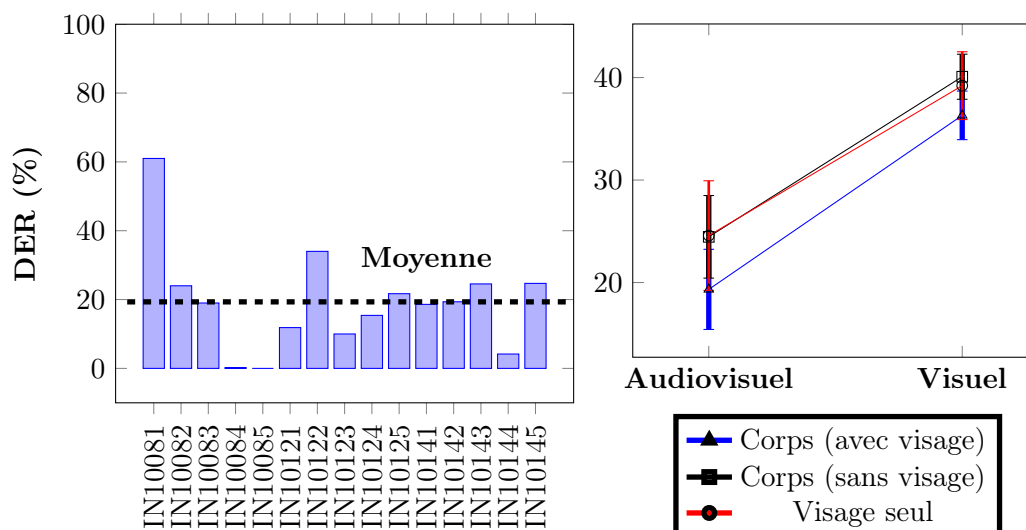 DER (%)
100
80
60
40
20
0
Moyenne
IN10081
IN10082
IN10083
IN10084
IN10085
IN10121
IN10122
IN10123
IN10124
IN10125
IN10141
IN10142
IN10143
IN10144
IN10145
40
30
20
Audiovisuel
Visuel
Corps (avec visage)
Corps (sans visage)
Visage seul